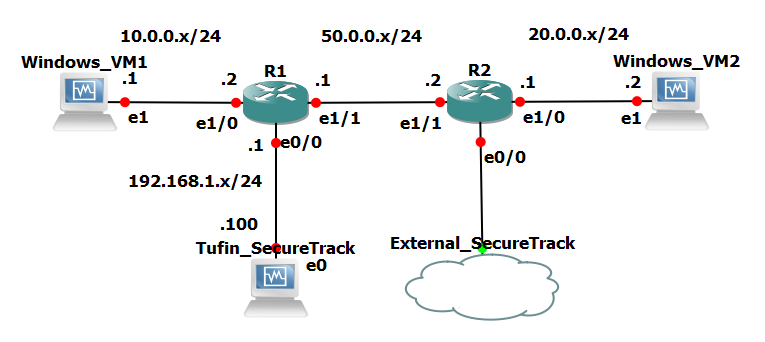 10.0.0.x/24
50.0.0.x/24
20.0.0.x/24
Windows_VM1
R1
R2
Windows_VM2
.1
.2
.1
.2
.1
.2
e1
e1/0
e1/1
e1/1
e1/0
e1
.1
e0/0
e0/0
192.168.1.x/24
.100
Tufin_SecureTrack
External_SecureTrack
e0